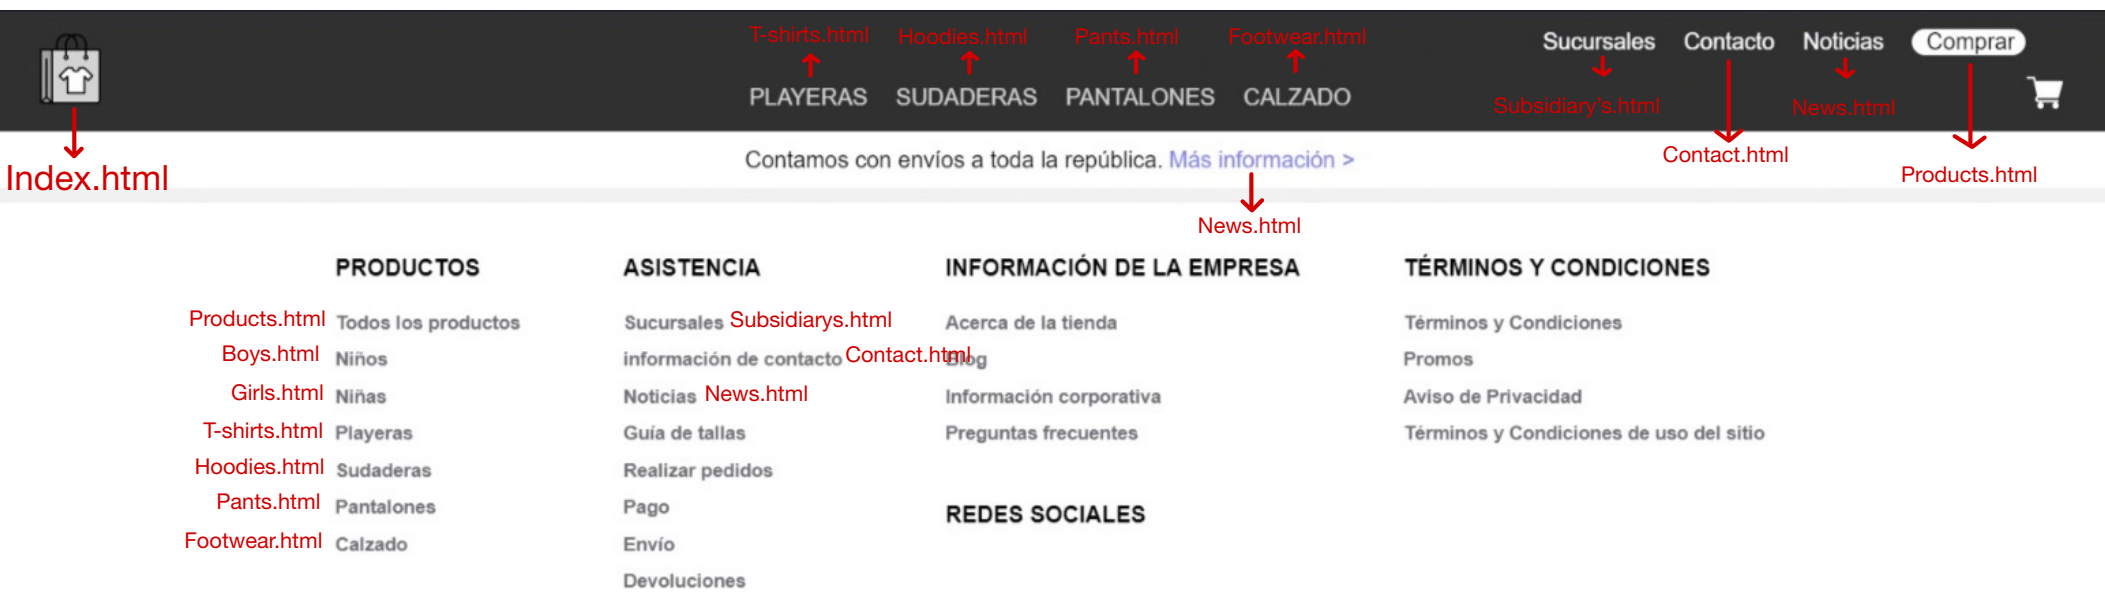 T-shirts.html Hoodies.html Pants.html Footwear.html
Sucursales Contacto Noticias Comprar
PLAYERAS SUDADERAS PANTALONES CALZADO
Subsidiary's.html News.html
Index.html
Contamos con envíos a toda la república. Más información >
Contact.html
Products.html
News.html
PRODUCTOS
Products.html Todos los productos
Boys.html Niños
Girls.html Niñas
T-shirts.html Playeras
Hoodies.html Sudaderas
Pants.html Pantalones
Footwear.html Calzado
ASISTENCIA
Sucursales Subsidiarys.html
información de contacto Contact.html
Noticias News.html
Guía de tallas
Realizar pedidos
Pago
Envío
Devoluciones
INFORMACIÓN DE LA EMPRESA
Acerca de la tienda
Blog
Información corporativa
Preguntas frecuentes
REDES SOCIALES
TÉRMINOS Y CONDICIONES
Términos y Condiciones
Promos
Aviso de Privacidad
Términos y Condiciones de uso del sitio